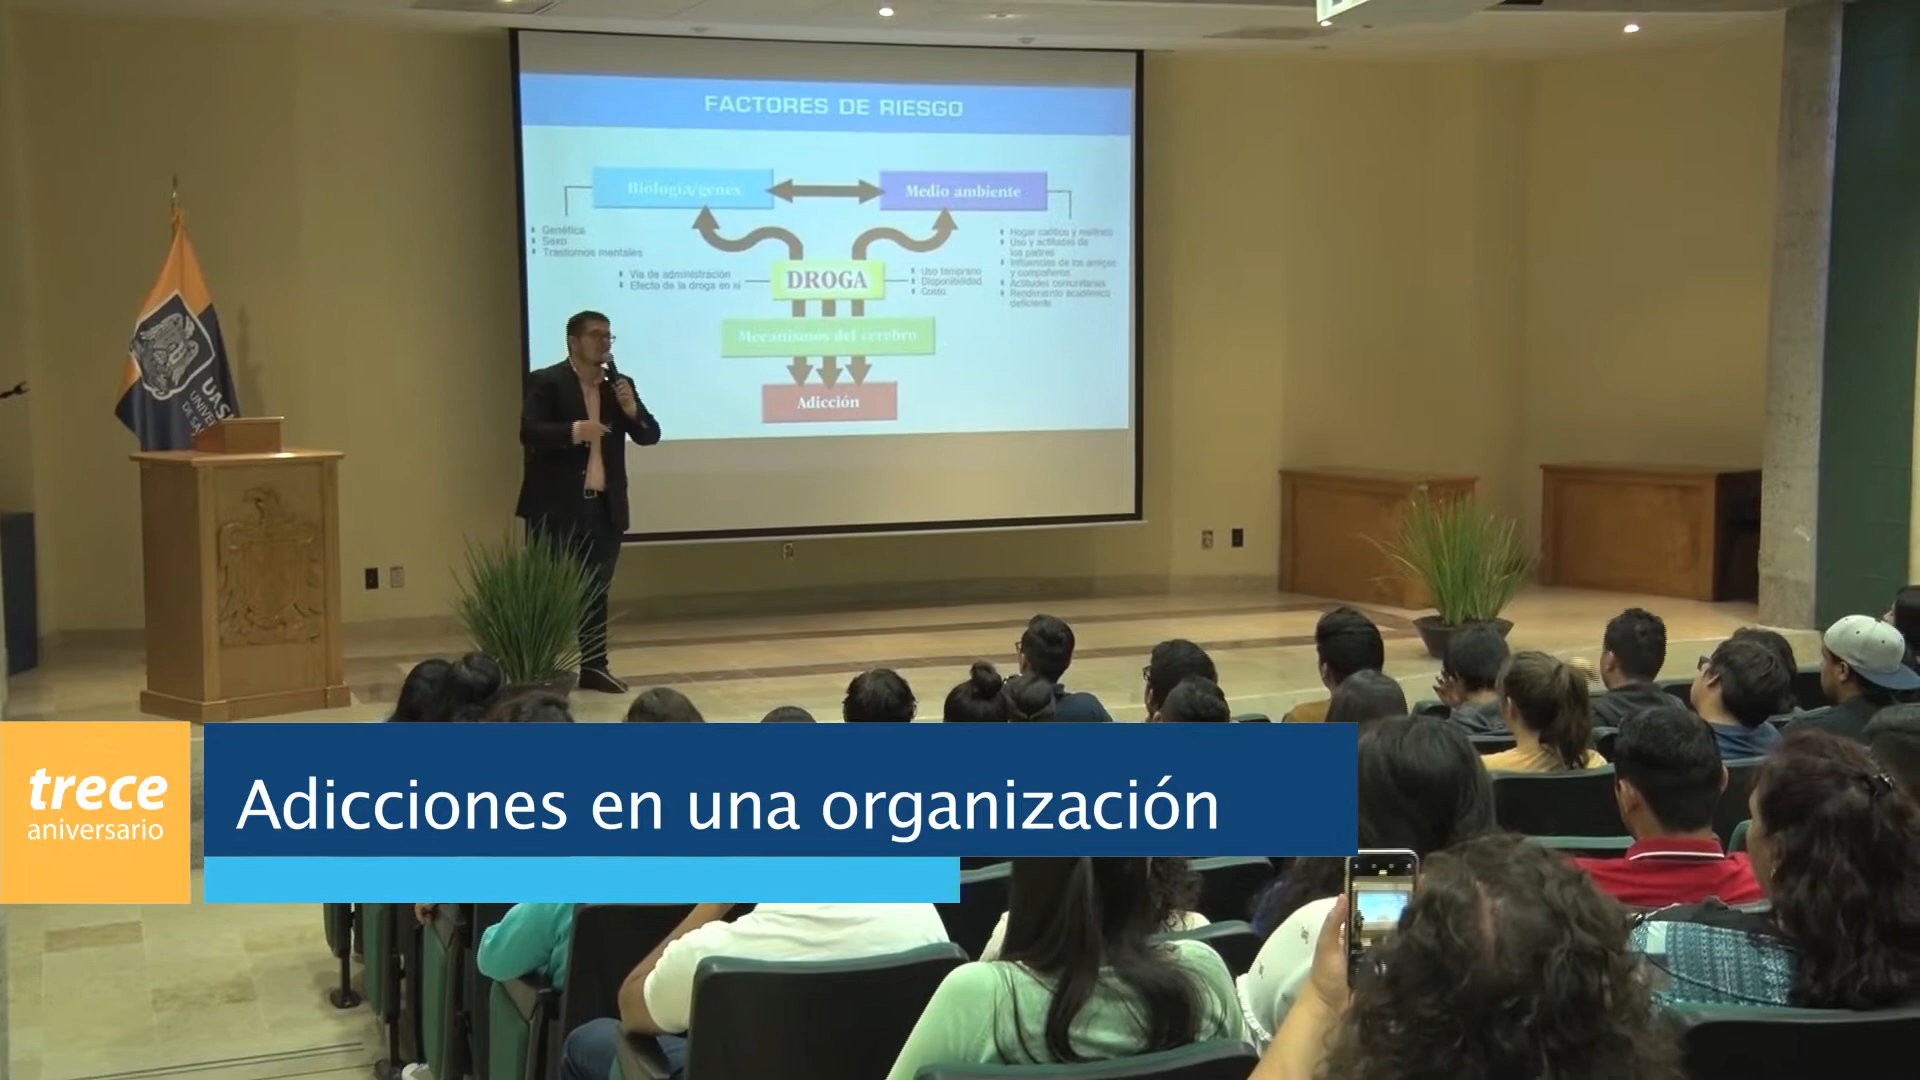 FACTORES DE RIESGO
Biología/genes
Medio ambiente
Genética
Sexo
Trastornos mentales
Hogar caótico y maltrato
Uso y actitudes de
los padres
Influencias de los amigos
y compañeros
Actitudes comunitarias
Rendimiento académico
deficiente
Vía de administración
Efecto de la droga en sí
DROGA
Uso temprano
Disponibilidad
Costo
Mecanismos del cerebro
Adicción
trece
aniversario
Adicciones en una organización